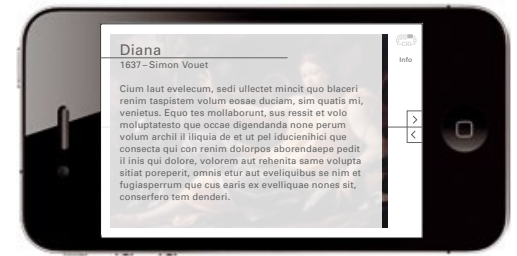 Diana
1637–Simon Vouet
Cium laut evelecum, sedi ullectet mincit quo blaceri
renim taspistem volum eosae duciam, sim quatis mi,
venietus. Equo tes mollaborunt, sus ressit et volo
moluptatesto que occae digendanda none perum
volum archil il iliquia de et ut pel iducienihici que
consecta qui con renim dolorpos aborendaepe pedit
il inis qui dolore, volorem aut rehenita same volupta
sitiat poreperit, omnis etur aut eveliquibus se nim et
fugiasperrum que cus earis ex evelliquae nones sit,
conserfero tem denderi.
Info
>
<